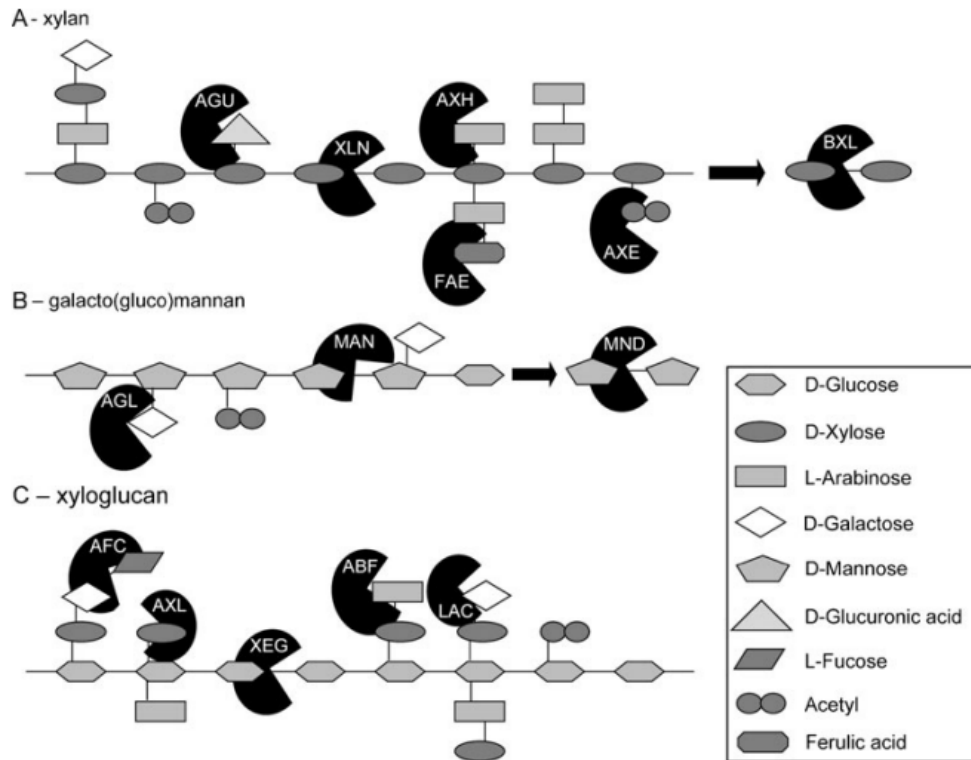 A - xylan
AGU
AXH
XLN
BXL
FAE
AXE
B – galacto(gluco)mannan
MAN
MND
AGL
C – xyloglucan
AFC
AXL
XEG
ABF
LAC
D-Glucose
D-Xylose
L-Arabinose
D-Galactose
D-Mannose
D-Glucuronic acid
L-Fucose
Acetyl
Ferulic acid